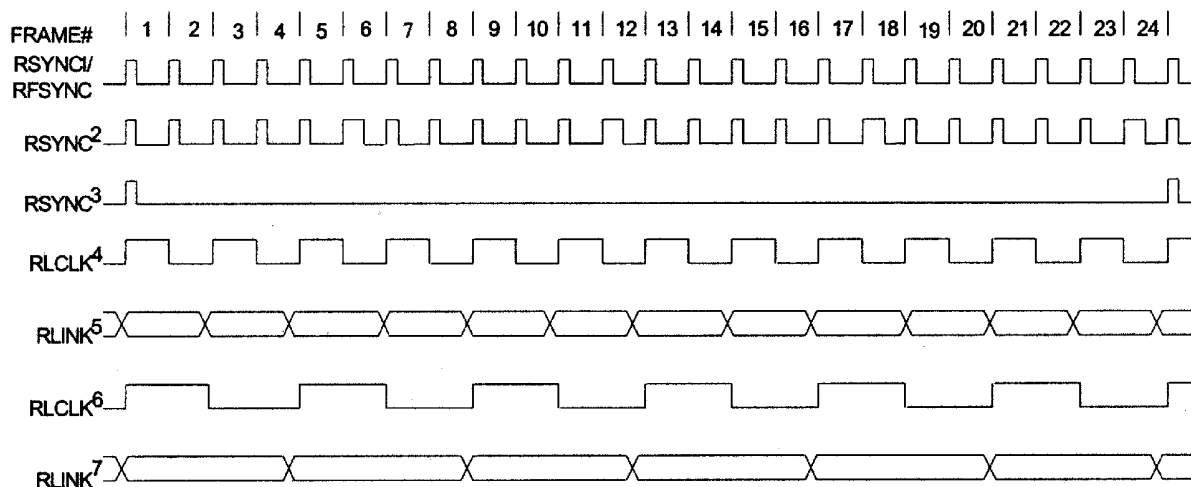 FRAME# 1 2 3 4 5 6 7 8 9 10 11 12 13 14 15 16 17 18 19 20 21 22 23 24
RSYNC1/
RFSYNC
RSYNC2
RSYNC3
RLCLK4
RLINK5
RLCLK6
RLINK7